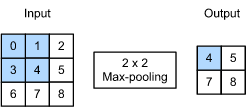 Input
Output
0 1 2
3 4 5
6 7 8
2 x 2
Max-pooling
4 5
7 8